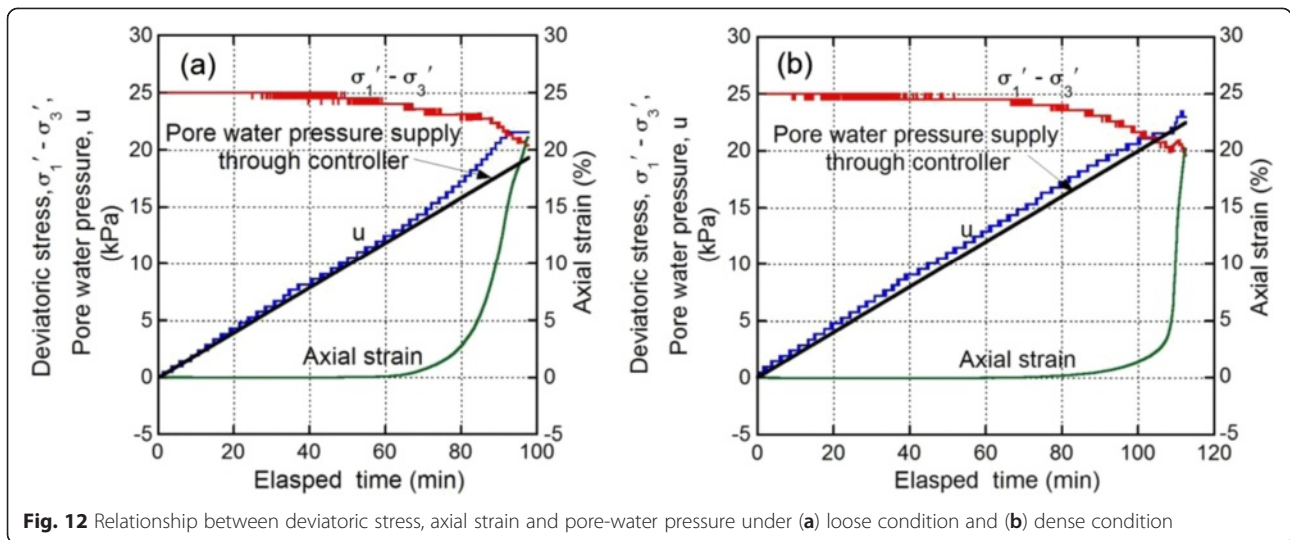 (a)
σ1′ - σ3′
Pore water pressure supply
through controller
u
Axial strain
Deviatoric stress, σ1′ - σ3′,
Pore water pressure, u
(kPa)
30
25
20
15
10
5
0
-5
Axial strain (%)
30
25
20
15
10
5
0
-5
0 20 40 60 80 100
Elasped time (min)
(b)
σ1′ - σ3′
Pore water pressure supply
through controller
u
Axial strain
Deviatoric stress, σ1′ - σ3′,
Pore water pressure, u
(kPa)
30
25
20
15
10
5
0
-5
Axial strain (%)
30
25
20
15
10
5
0
-5
0 20 40 60 80 100 120
Elasped time (min)
Fig. 12 Relationship between deviatoric stress, axial strain and pore-water pressure under (a) loose condition and (b) dense condition